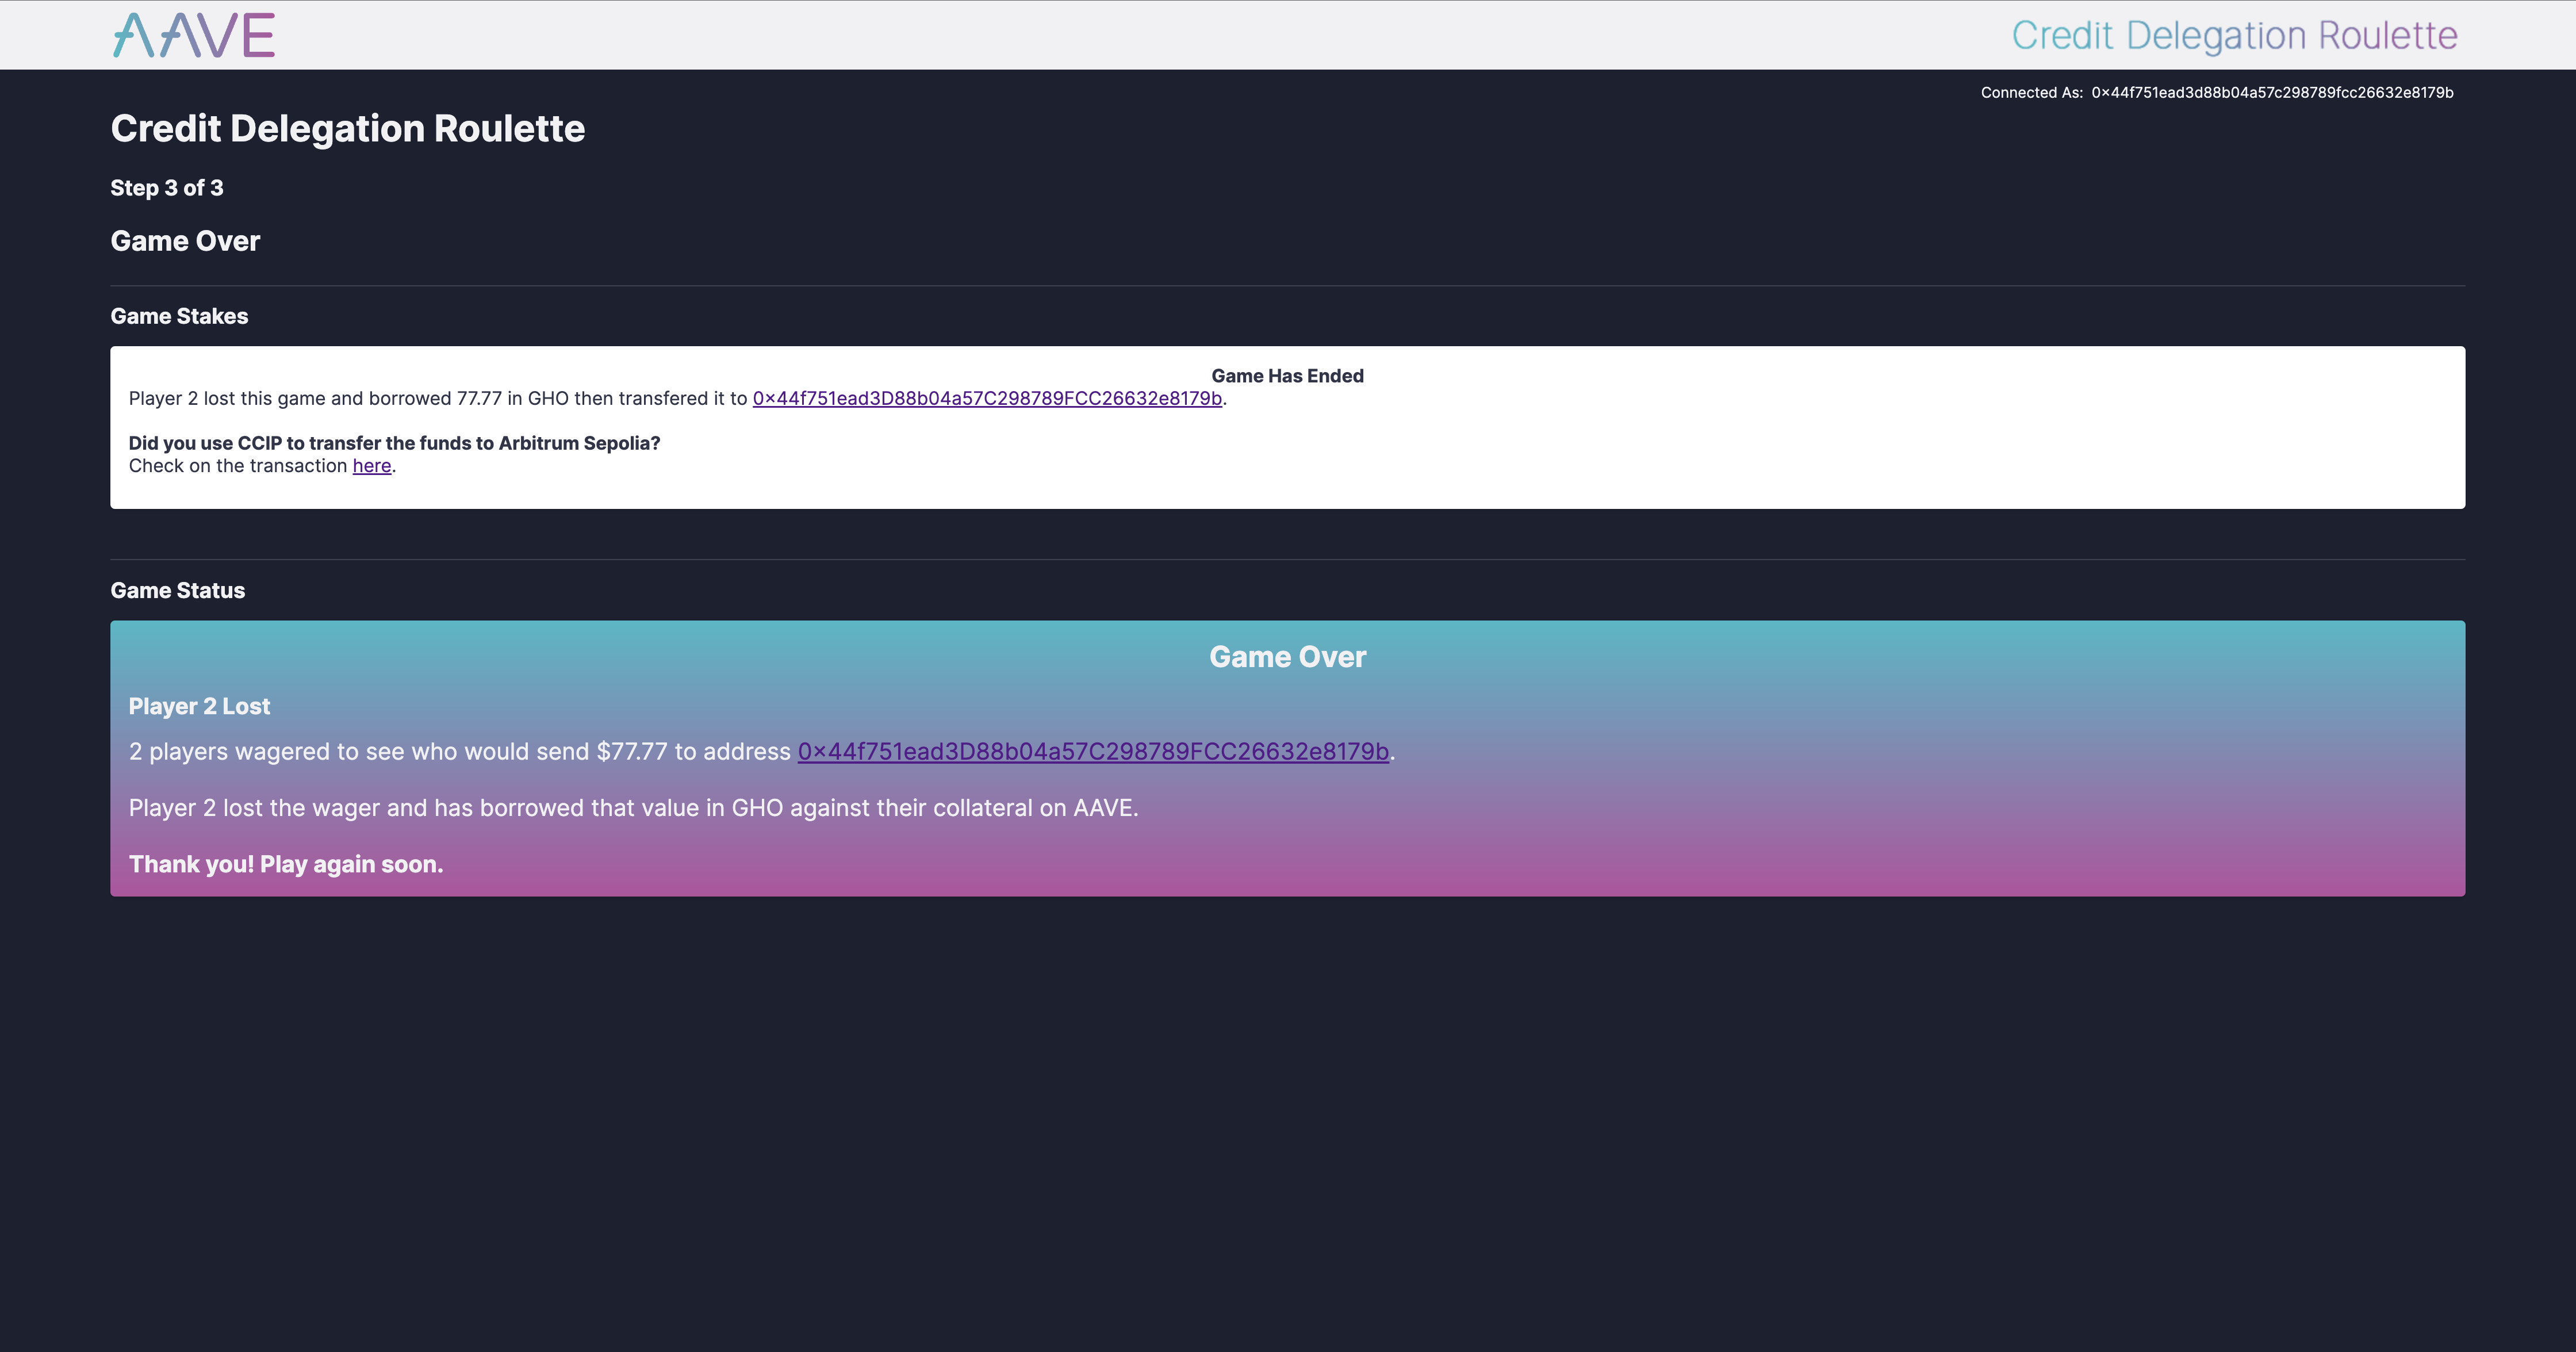 AAVE
Credit Delegation Roulette
Connected As: 0x44f751ead3d88b04a57c298789fcc26632e8179b
Credit Delegation Roulette
Step 3 of 3
Game Over
Game Stakes
Game Has Ended
Player 2 lost this game and borrowed 77.77 in GHO then transfered it to 0x44f751ead3D88b04a57C298789FCC26632e8179b.
Did you use CCIP to transfer the funds to Arbitrum Sepolia?
Check on the transaction here.
Game Status
Game Over
Player 2 Lost
2 players wagered to see who would send $77.77 to address 0x44f751ead3D88b04a57C298789FCC26632e8179b.
Player 2 lost the wager and has borrowed that value in GHO against their collateral on AAVE.
Thank you! Play again soon.